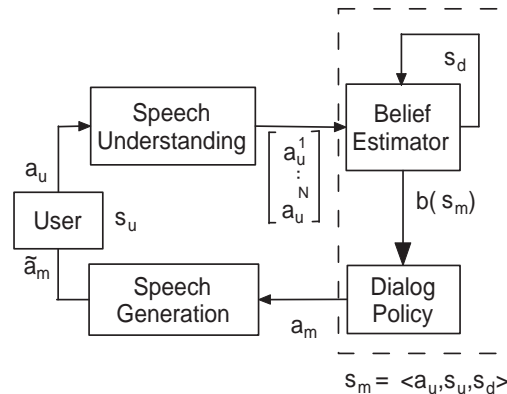 Speech
Understanding
s_d
Belief
Estimator
a_u
[a_u^1
..
N
a_u]
b(s_m)
User
s_u
ã_m
Speech
Generation
a_m
Dialog
Policy
s_m = <a_u,s_u,s_d>